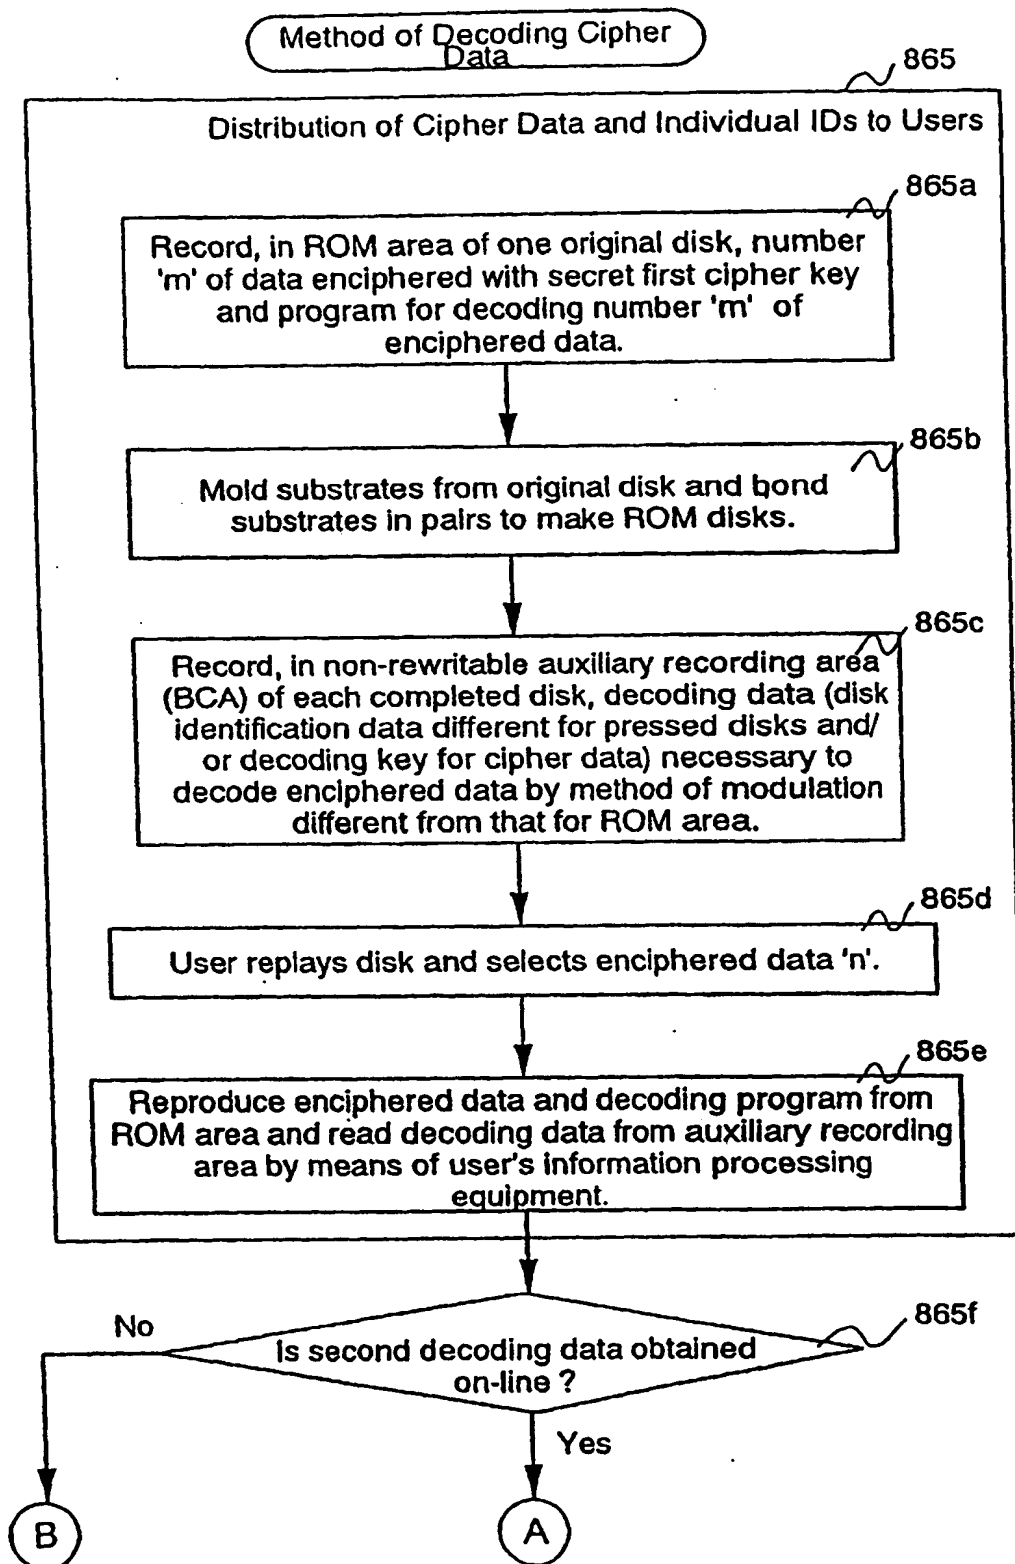 Method of Decoding Cipher
Data
865
Distribution of Cipher Data and Individual IDs to Users
865a
Record, in ROM area of one original disk, number
'm' of data enciphered with secret first cipher key
and program for decoding number 'm' of
enciphered data.
865b
Mold substrates from original disk and bond
substrates in pairs to make ROM disks.
865c
Record, in non-rewritable auxiliary recording area
(BCA) of each completed disk, decoding data (disk
identification data different for pressed disks and/
or decoding key for cipher data) necessary to
decode enciphered data by method of modulation
different from that for ROM area.
865d
User replays disk and selects enciphered data 'n'.
865e
Reproduce enciphered data and decoding program from
ROM area and read decoding data from auxiliary recording
area by means of user's information processing
equipment.
865f
No
Is second decoding data obtained
on-line ?
Yes
B
A